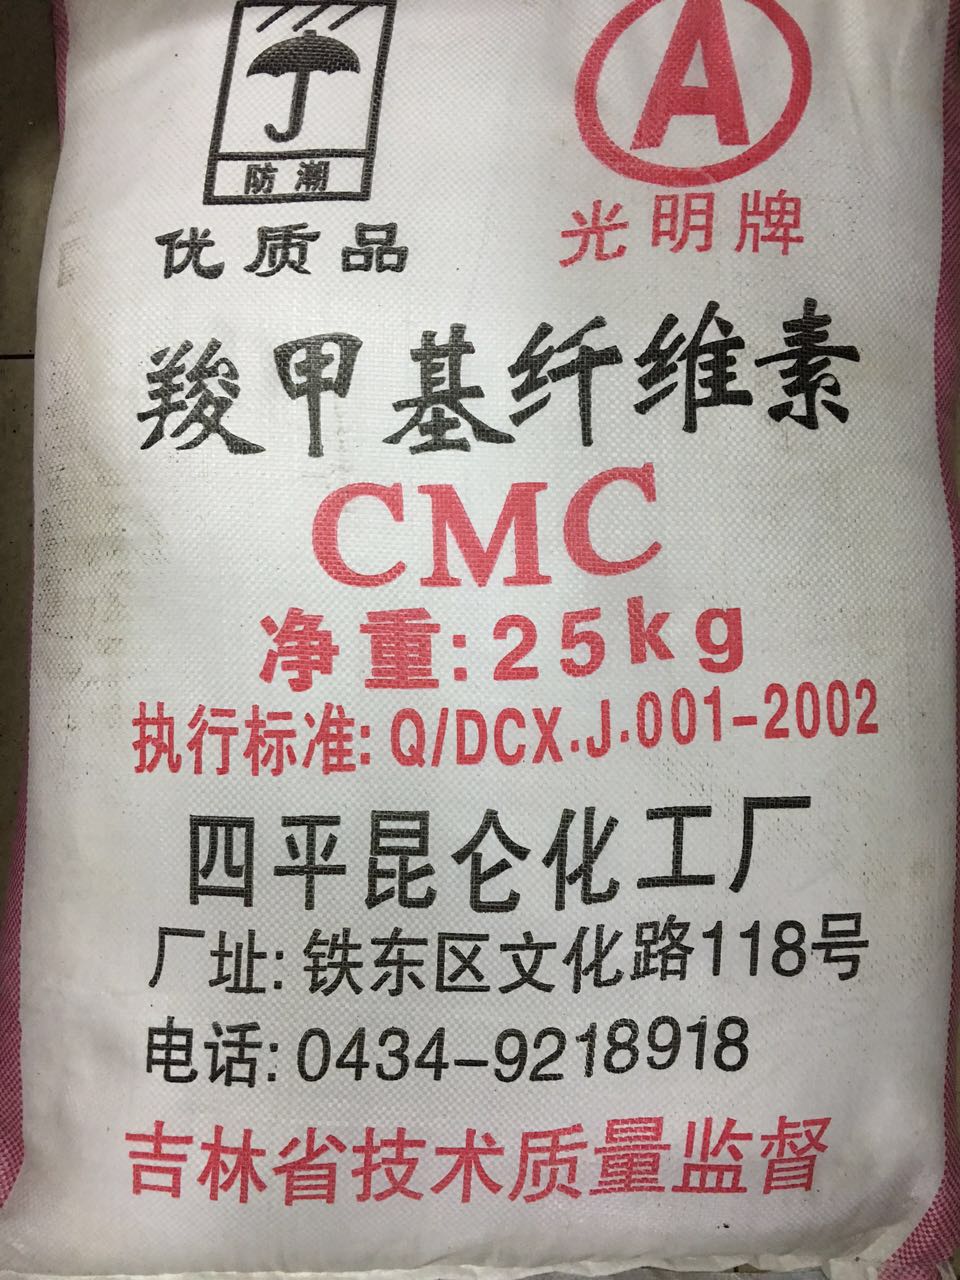 A
防潮
优质品
光明牌
羧甲基纤维素
CMC
净重:25kg
执行标准:Q/DCX.J.001-2002
四平昆仑化工厂
厂址:铁东区文化路118号
电话:0434-9218918
吉林省技术质量监督